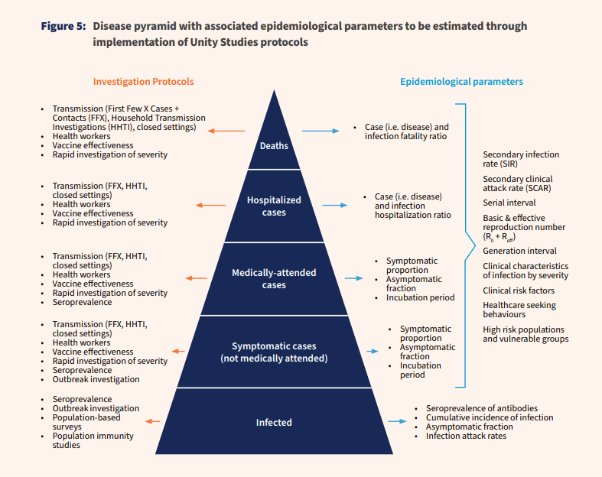 Figure 5: Disease pyramid with associated epidemiological parameters to be estimated through
implementation of Unity Studies protocols
Investigation Protocols
• Transmission (First Few X Cases +
Contacts (FFX), Household Transmission
Investigations (HHTI), closed settings)
• Health workers
• Vaccine effectiveness
• Rapid investigation of severity
• Transmission (FFX, HHTI,
closed settings)
• Health workers
• Vaccine effectiveness
• Rapid investigation of severity
• Transmission (FFX, HHTI,
closed settings)
• Health workers
• Vaccine effectiveness
• Rapid investigation of severity
• Seroprevalence
• Transmission (FFX, HHTI,
closed settings)
• Health workers
• Vaccine effectiveness
• Rapid investigation of severity
• Seroprevalence
• Outbreak investigation
• Seroprevalence
• Outbreak investigation
• Population-based
surveys
• Population immunity
studies
Deaths
Hospitalized
cases
Medically-attended
cases
Symptomatic cases
(not medically attended)
Infected
Epidemiological parameters
• Case (i.e. disease) and
infection fatality ratio
• Case (i.e. disease)
and infection
hospitalization ratio
• Symptomatic
proportion
• Asymptomatic
fraction
• Incubation period
• Symptomatic
proportion
• Asymptomatic
fraction
• Incubation
period
• Seroprevalence of antibodies
• Cumulative incidence of infection
• Asymptomatic fraction
• Infection attack rates
Secondary infection
rate (SIR)
Secondary clinical
attack rate (SCAR)
Serial interval
Basic & effective
reproduction number
(R0 + Reff)
Generation interval
Clinical characteristics
of infection by severity
Clinical risk factors
Healthcare seeking
behaviours
High risk populations
and vulnerable groups